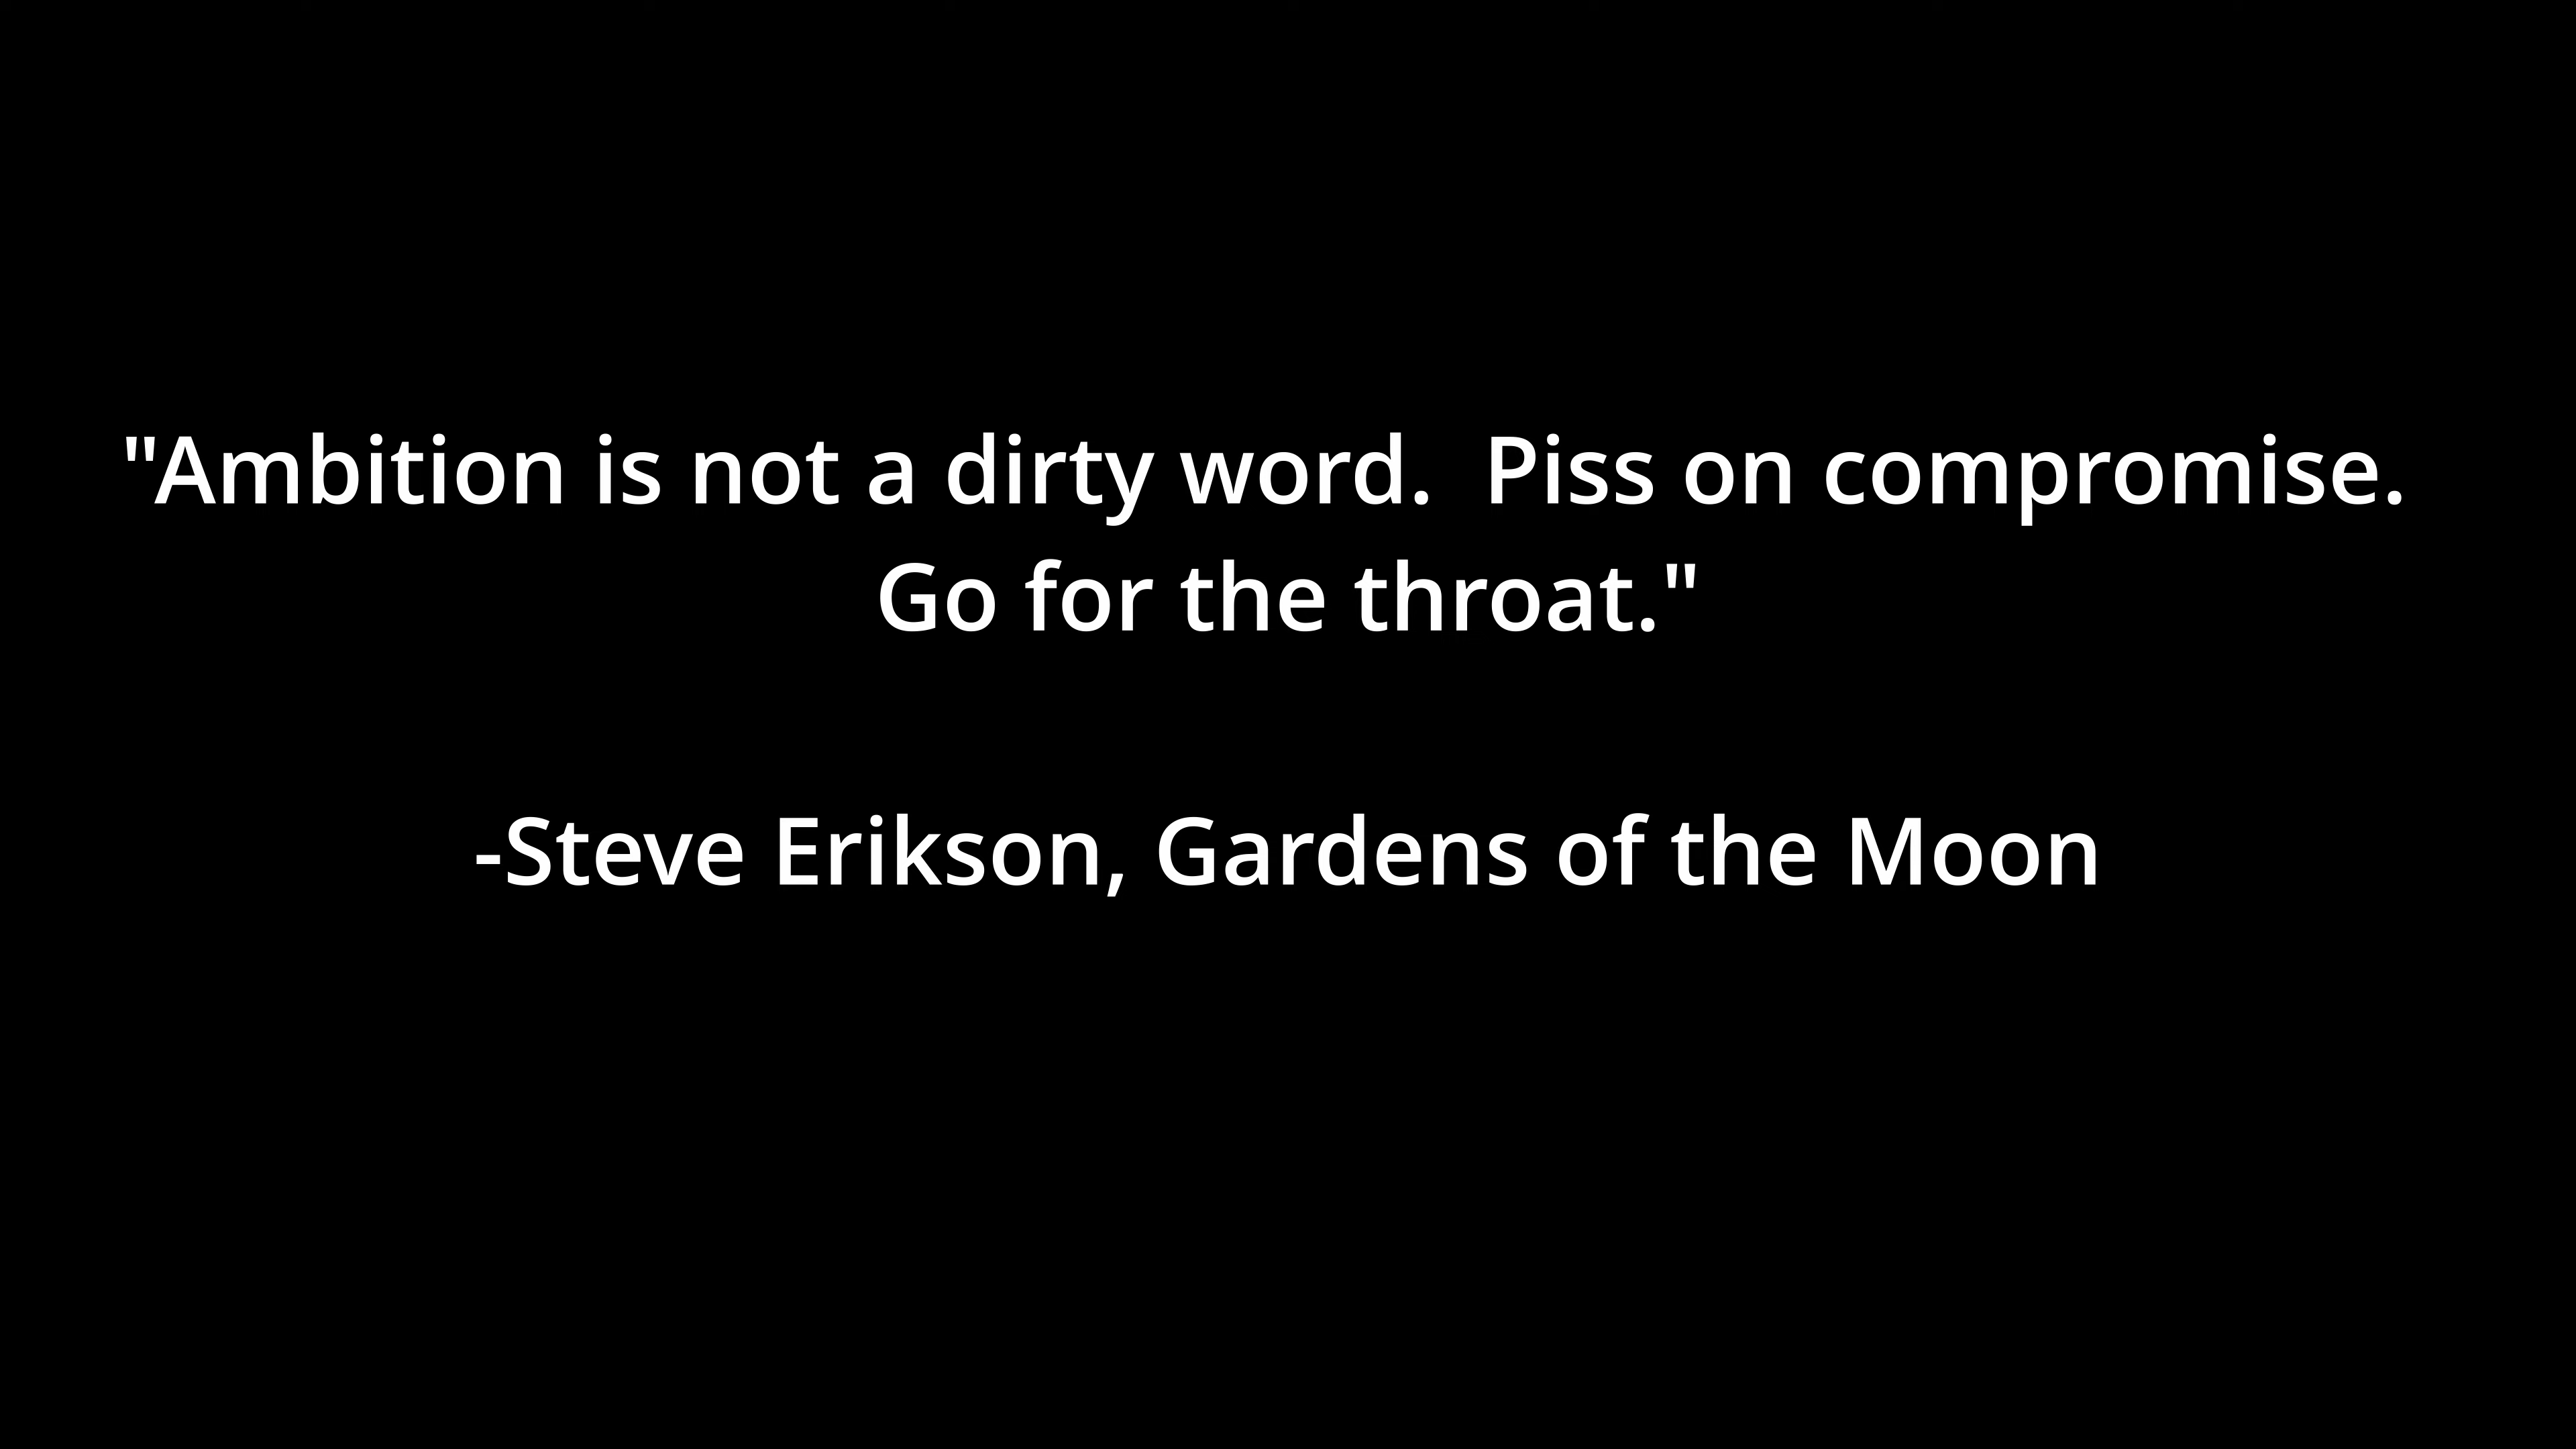 "Ambition is not a dirty word.  Piss on compromise.
Go for the throat."
-Steve Erikson, Gardens of the Moon